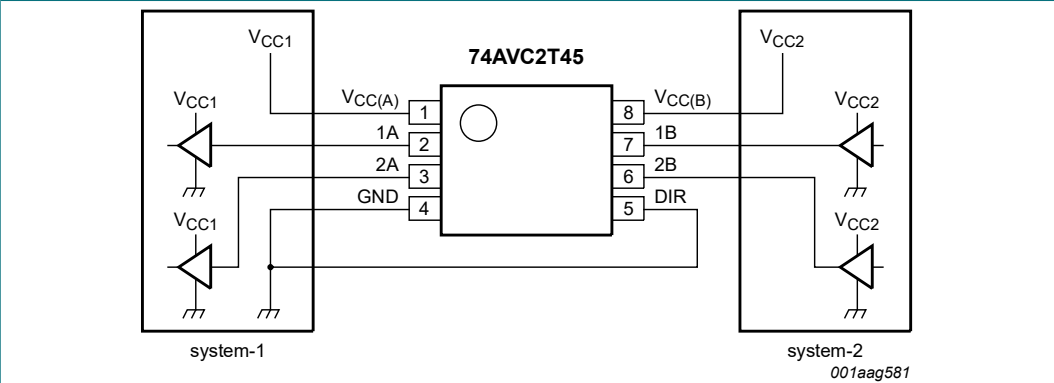 VCC1
VCC2
74AVC2T45
VCC1
VCC(A)
1
8
VCC(B)
VCC2
1A
2
7
1B
2A
3
6
2B
GND
4
5
DIR
VCC1
VCC2
system-1
system-2
001aag581